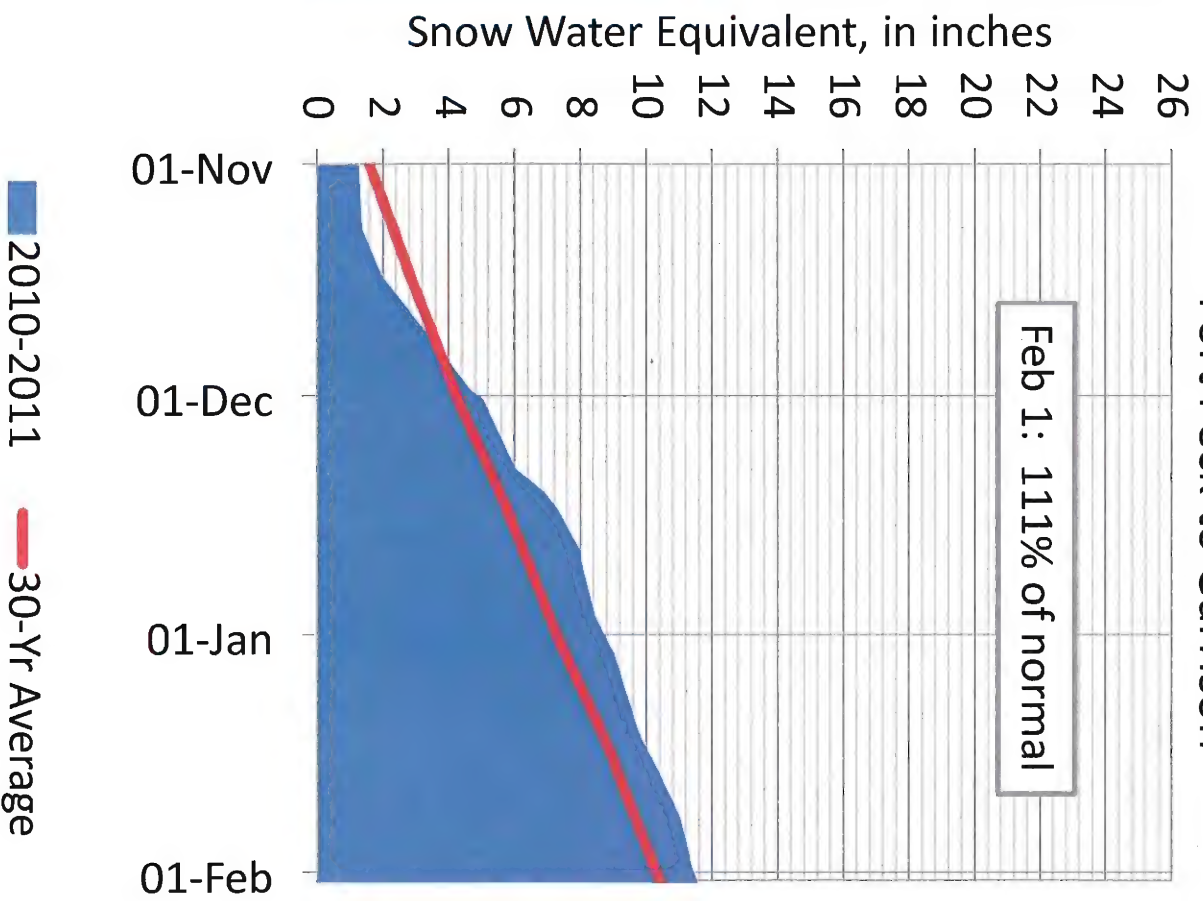 Snow Water Equivalent, in inches
26
24
22
20
18
16
14
12
10
8
6
4
2
0
Feb 1: 111% of normal
01-Nov
01-Dec
01-Jan
01-Feb
2010-2011
30-Yr Average